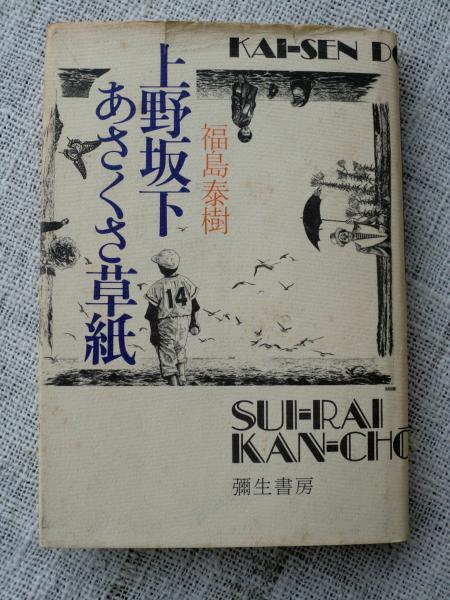 KAI-SEN DO
上野坂下
あさくさ草紙
福島泰樹
14
SUI-RAI
KAN-CHŌ
彌生書房